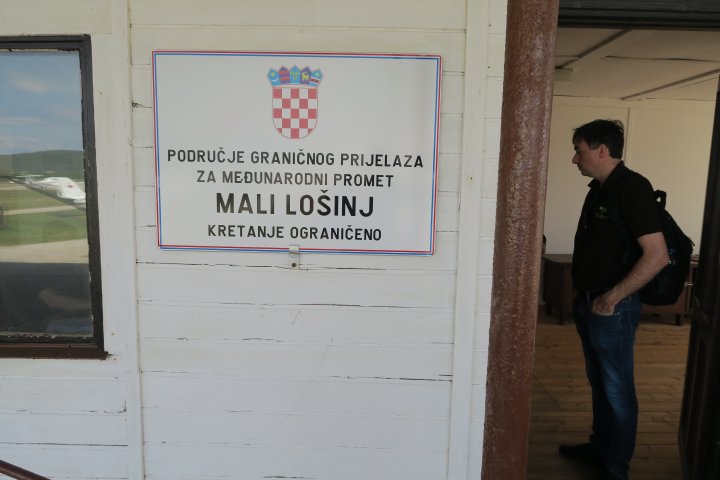 PODRUČJE GRANIČNOG PRIJELAZA
ZA MEĐUNARODNI PROMET
MALI LOŠINJ
KRETANJE OGRANIČENO